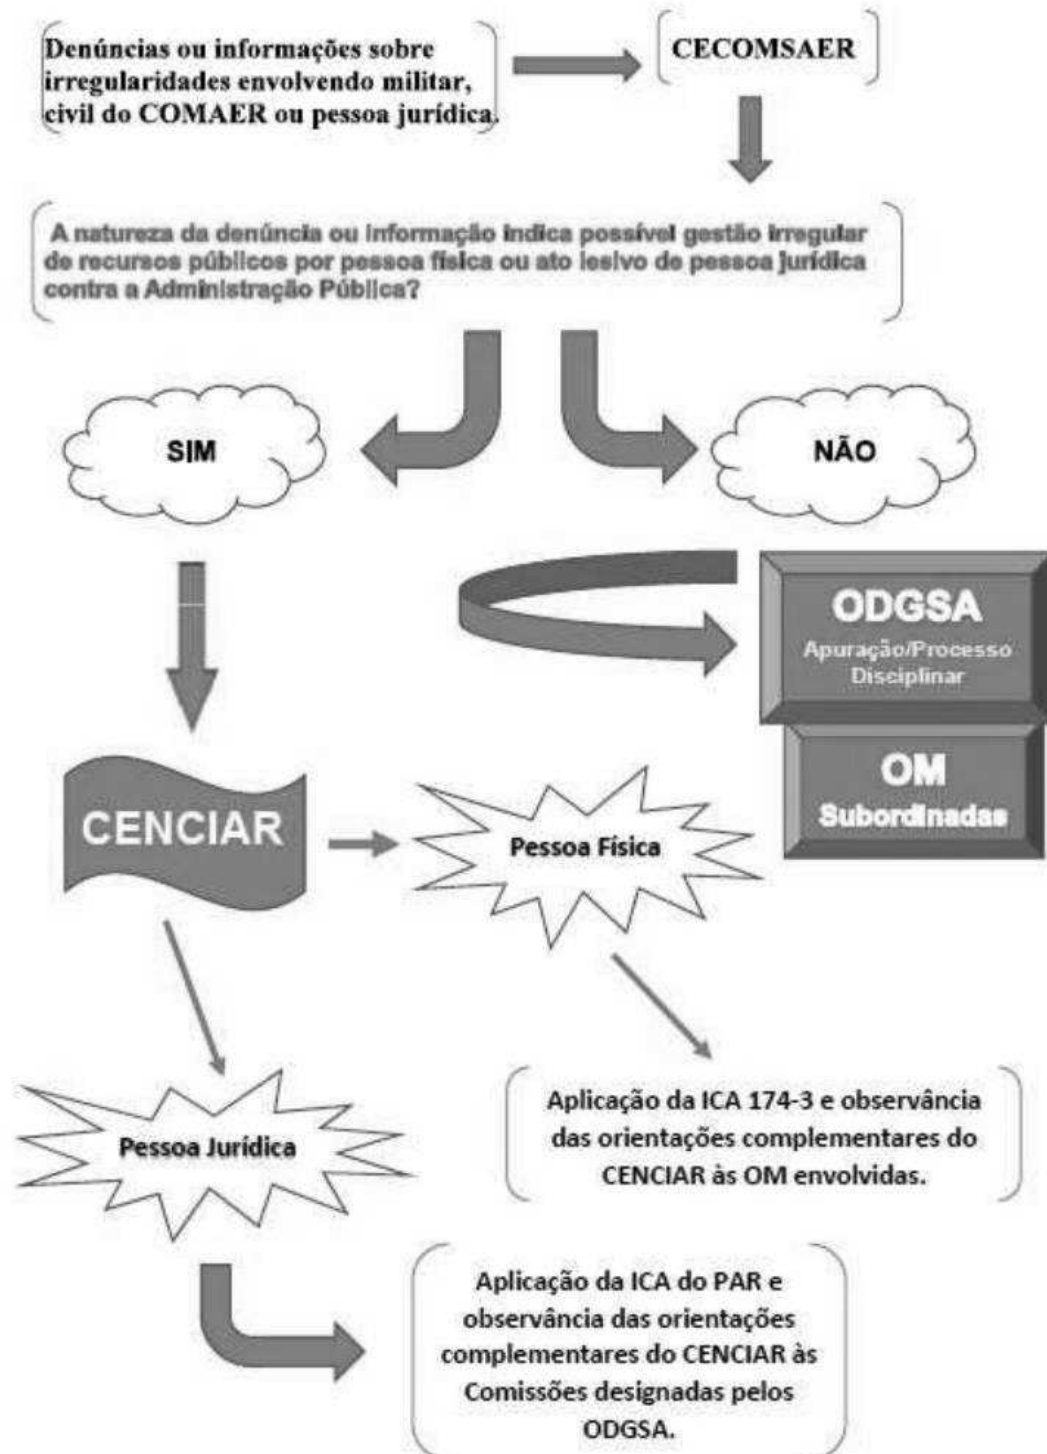 Denúncias ou informações sobre
irregularidades envolvendo militar,
civil do COMAER ou pessoa jurídica.
CECOMSAER
A natureza da denúncia ou informação indica possível gestão irregular
de recursos públicos por pessoa física ou ato lesivo de pessoa jurídica
contra a Administração Pública?
SIM
NÃO
ODGSA
Apuração/Processo
Disciplinar
OM
Subordinadas
CENCIAR
Pessoa Física
Pessoa Jurídica
Aplicação da ICA 174-3 e observância
das orientações complementares do
CENCIAR às OM envolvidas.
Aplicação da ICA do PAR e
observância das orientações
complementares do CENCIAR às
Comissões designadas pelos
ODGSA.